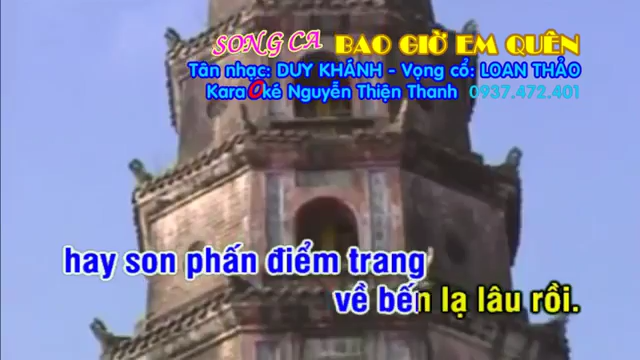 SONG CA BAO GIỜ EM QUÊN
Tân nhạc: DUY KHÁNH - Vọng cổ: LOAN THẢO
KaraOké Nguyễn Thiện Thanh 0937.472.401
hay son phấn điểm trang
về bến lạ lâu rồi.